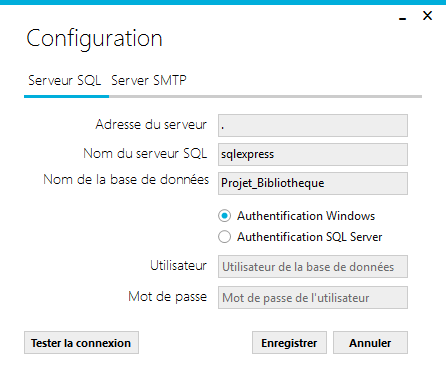 Configuration
Serveur SQL Server SMTP
Adresse du serveur .
Nom du serveur SQL sqlexpress
Nom de la base de données Projet_Bibliotheque
Authentification Windows
Authentification SQL Server
Utilisateur Utilisateur de la base de données
Mot de passe Mot de passe de l'utilisateur
Tester la connexion Enregistrer Annuler